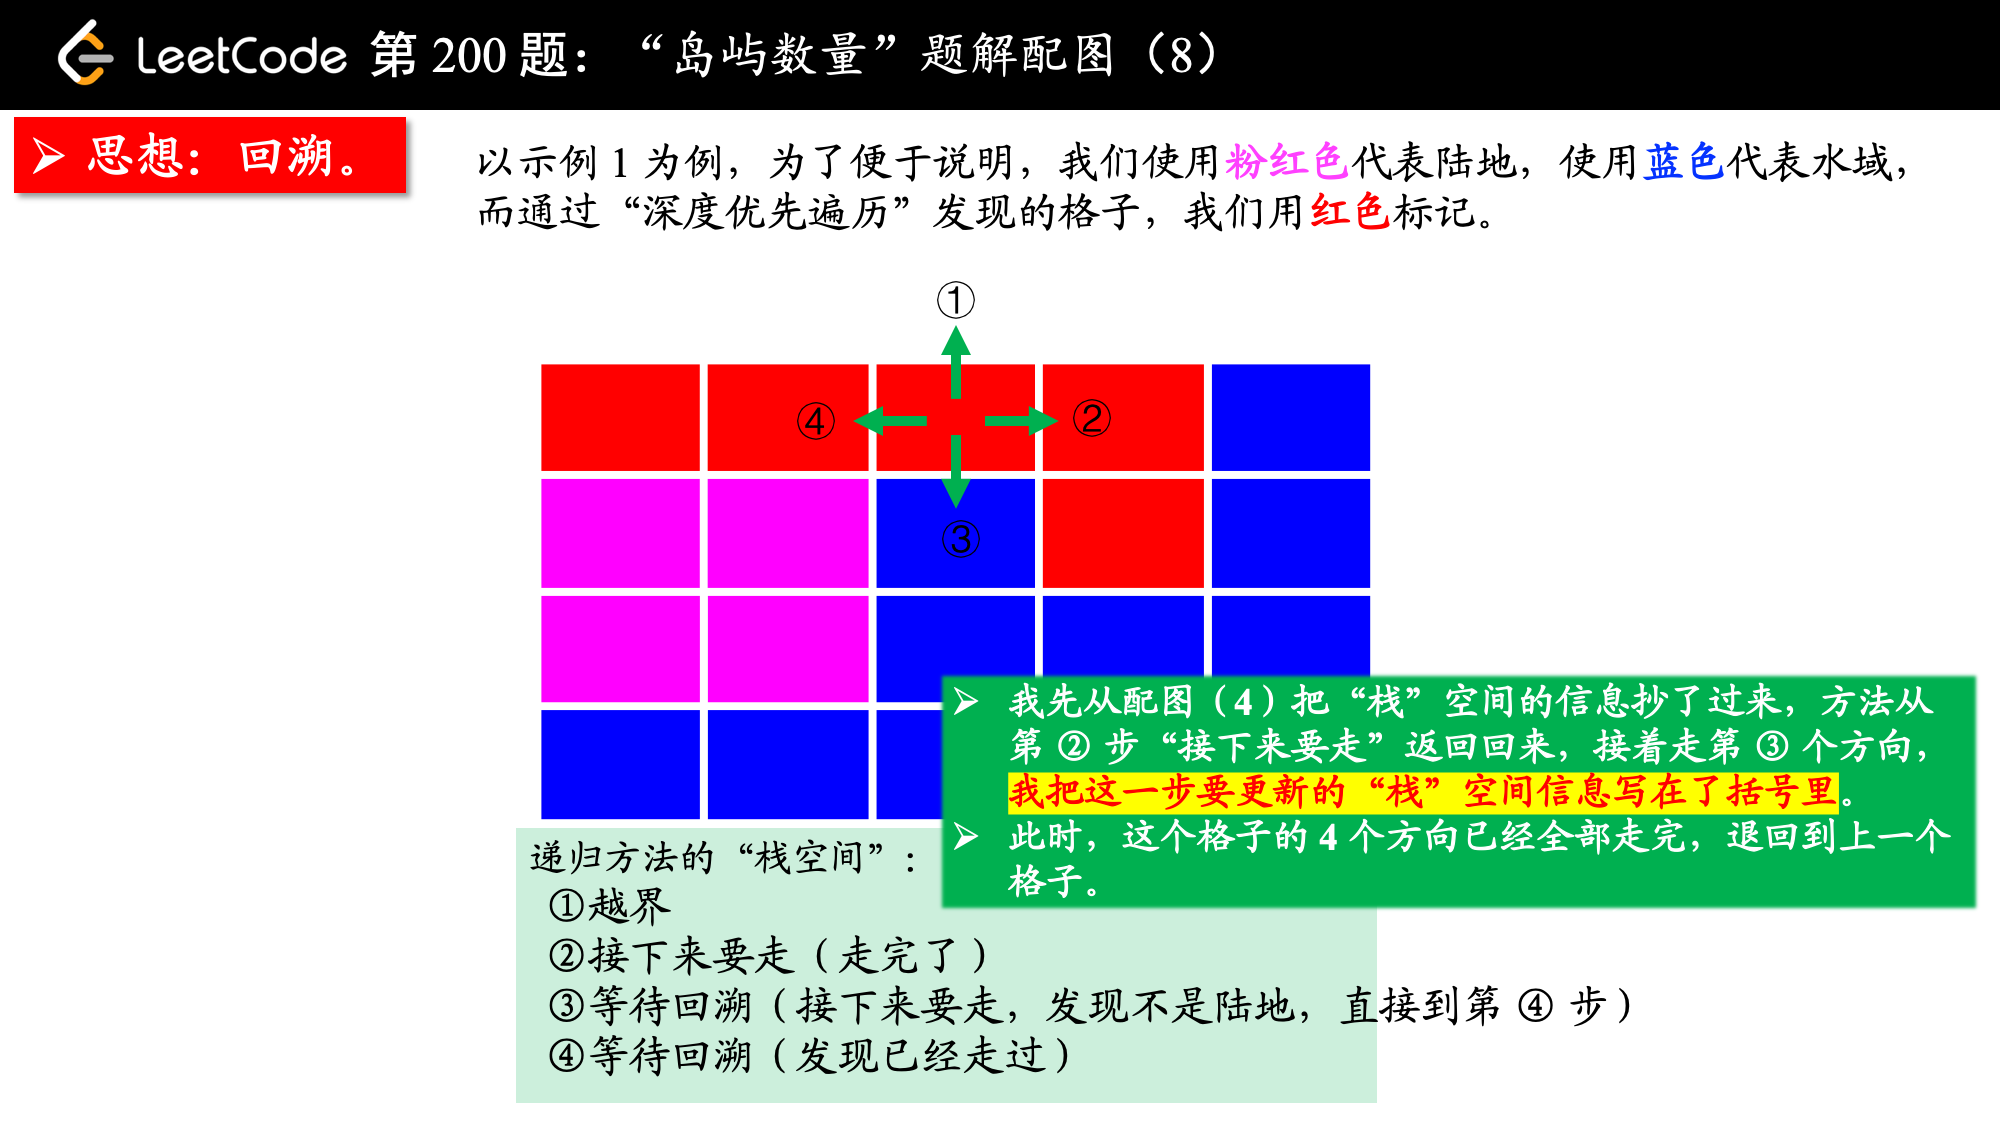 LeetCode 第 200 题：“岛屿数量”题解配图（8）
➢ 思想：回溯。
以示例 1 为例，为了便于说明，我们使用粉红色代表陆地，使用蓝色代表水域，
而通过“深度优先遍历”发现的格子，我们用红色标记。
①
④
②
③
➢ 我先从配图（4）把“栈”空间的信息抄了过来，方法从
第 ② 步“接下来要走”返回回来，接着走第 ③ 个方向，
我把这一步要更新的“栈”空间信息写在了括号里。
➢ 此时，这个格子的 4 个方向已经全部走完，退回到上一个
格子。
递归方法的“栈空间”：
①越界
②接下来要走（走完了）
③等待回溯（接下来要走，发现不是陆地，直接到第 ④ 步）
④等待回溯（发现已经走过）